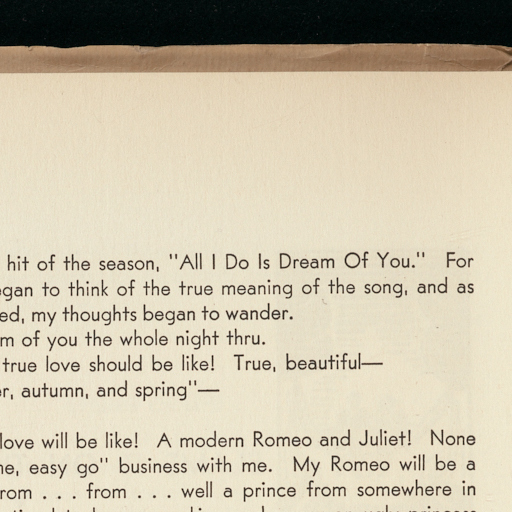 hit of the season, "All I Do Is Dream Of You." For
egan to think of the true meaning of the song, and as
ed, my thoughts began to wander.
m of you the whole night thru.
true love should be like! True, beautiful—
er, autumn, and spring"—
love will be like! A modern Romeo and Juliet! None
me, easy go" business with me. My Romeo will be a
rom . . . from . . . well a prince from somewhere in
princess